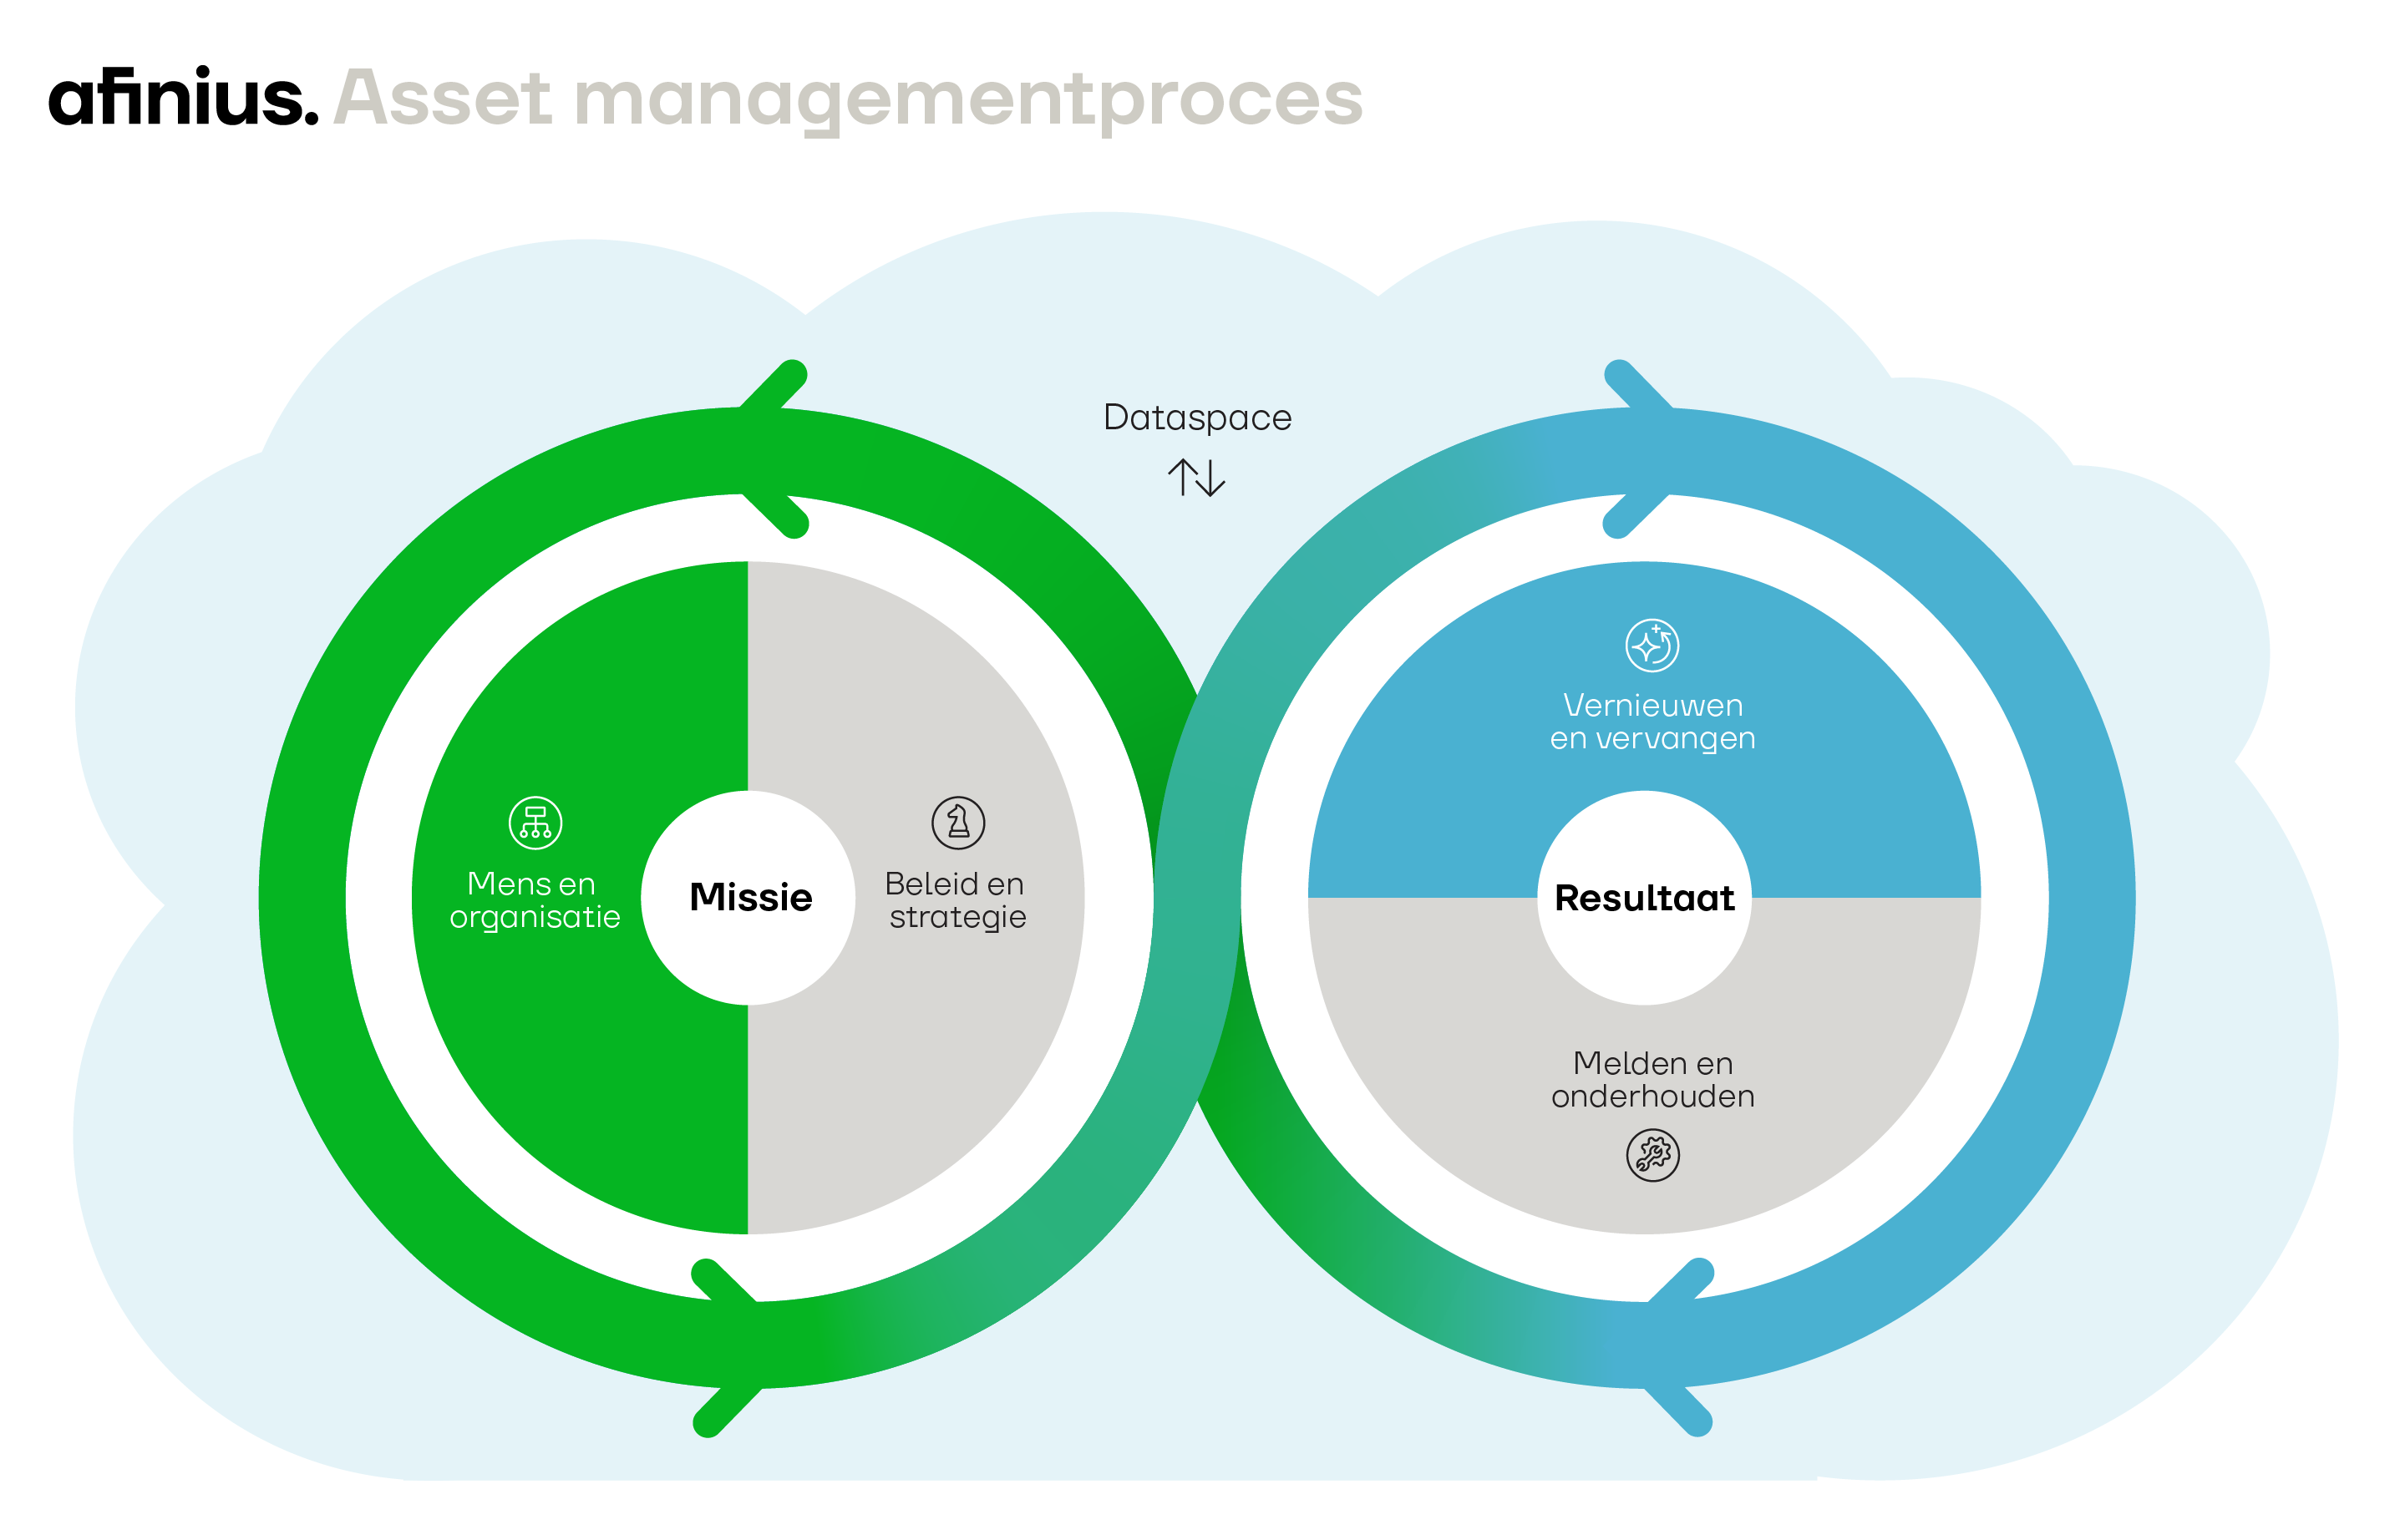 afinius. Asset managementproces
Dataspace
Mens en
organisatie
Missie
Beleid en
strategie
Vernieuwen
en vervangen
Resultaat
Melden en
onderhouden